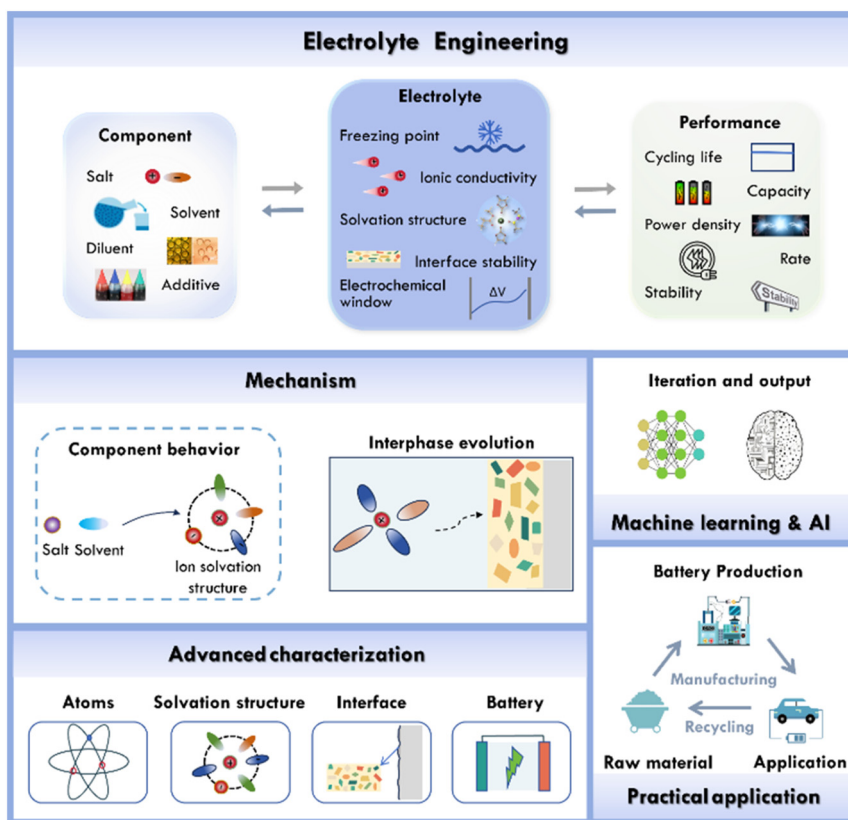 Electrolyte Engineering
Component
Salt
Solvent
Diluent
Additive
Electrolyte
Freezing point
Ionic conductivity
Solvation structure
Interface stability
Electrochemical
window
ΔV
Performance
Cycling life
Capacity
Power density
Rate
Stability
Stability
Mechanism
Component behavior
Salt Solvent
Ion solvation
structure
Interphase evolution
Iteration and output
Machine learning & AI
Advanced characterization
Atoms
Solvation structure
Interface
Battery
Battery Production
Manufacturing
Recycling
Raw material
Application
Practical application